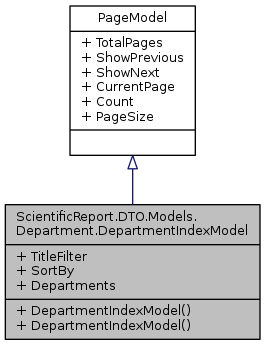 PageModel
+ TotalPages
+ ShowPrevious
+ ShowNext
+ CurrentPage
+ Count
+ PageSize
ScientificReport.DTO.Models.
Department.DepartmentIndexModel
+ TitleFilter
+ SortBy
+ Departments
+ DepartmentIndexModel()
+ DepartmentIndexModel()